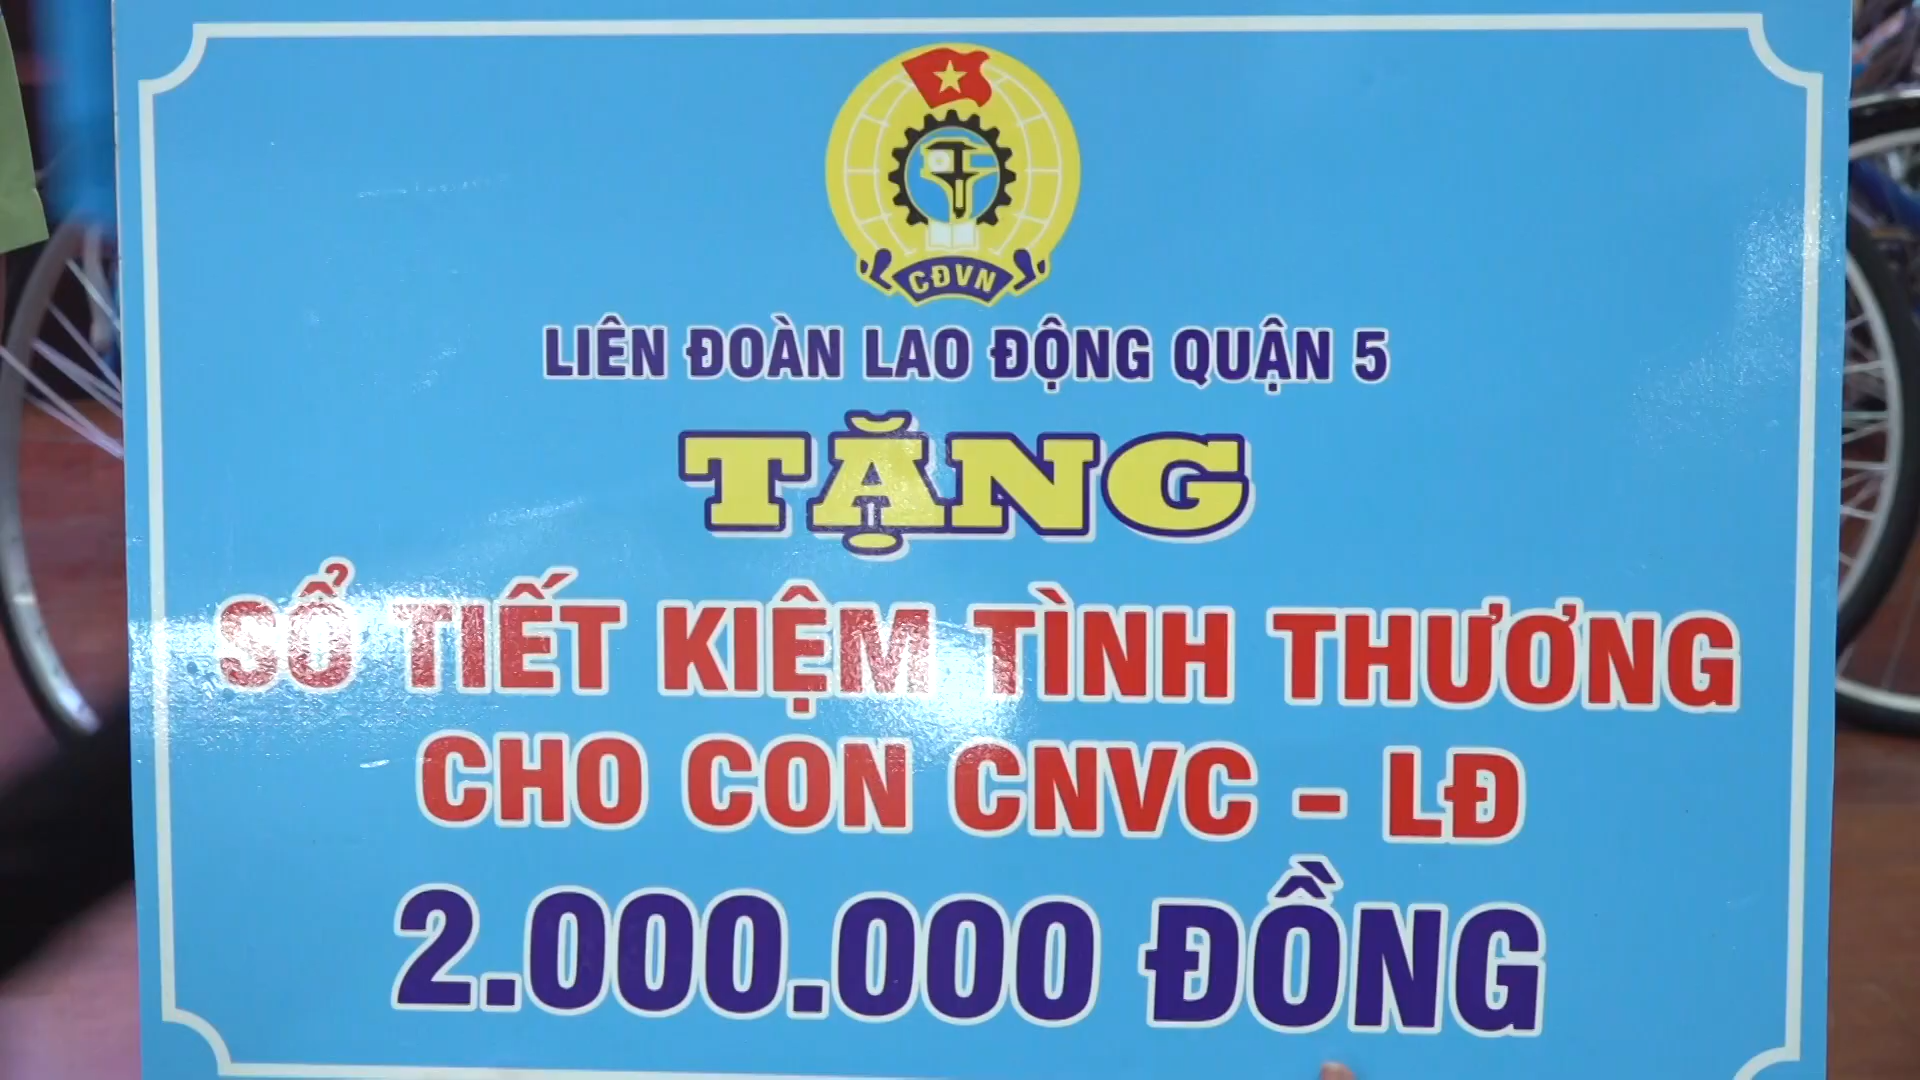 CĐVN
LIÊN ĐOÀN LAO ĐỘNG QUẬN 5
TẶNG
SỔ TIẾT KIỆM TÌNH THƯƠNG
CHO CON CNVC - LĐ
2.000.000 ĐỒNG